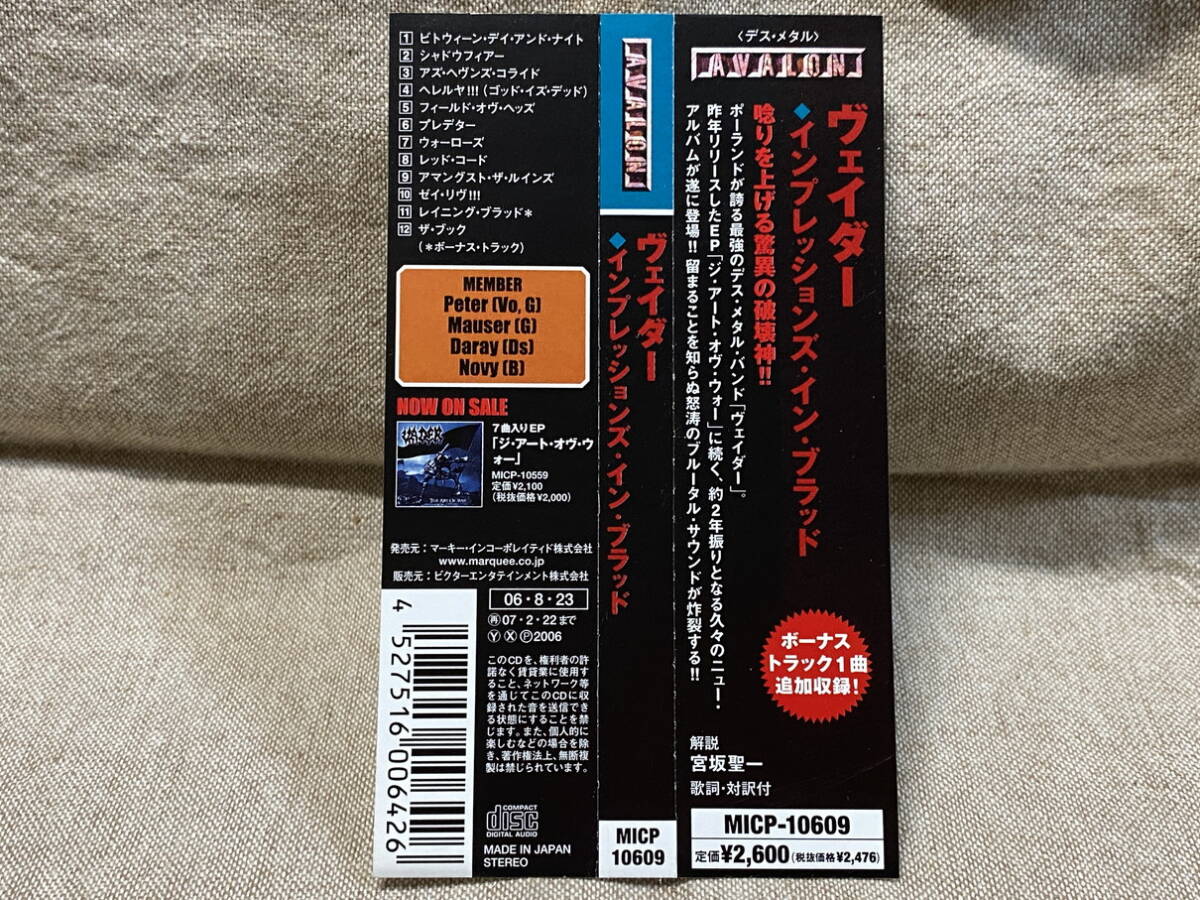 1 ビトウィーン・デイ・アンド・ナイト
2 シャドウフィアー
3 アズ・ヘヴンズ・コライド
4 ヘレルヤ!!!(ゴッド・イズ・デッド)
5 フィールド・オヴ・ヘッズ
6 プレデター
7 ウォーローズ
8 レッド・コード
9 アマングスト・ザ・ルインズ
10 ゼイ・リヴ!!!
11 レイニング・ブラッド*
12 ザ・ブック
(*ボーナス・トラック)
MEMBER
Peter (Vo, G)
Mauser (G)
Daray (Ds)
Novy (B)
NOW ON SALE
VADER
THE ART OF WAR
7曲入りEP
「ジ・アート・オヴ・ウ
ォー」
MICP-10559
定価¥2,100
(税抜価格¥2,000)
発売元:マーキー・インコーポレイティド株式会社
www.marquee.co.jp
販売元:ビクターエンタテインメント株式会社
4 527516 006426
06・8・23
再07・2・22まで
Ⓨ Ⓧ Ⓟ2006
このCDを、権利者の許
諾なく賃貸業に使用す
ること、ネットワーク等
を通じてこのCDに収
録された音を送信でき
る状態にすることを禁
じます。また、個人的に
楽しむなどの場合を除
き、著作権法上、無断複
製は禁じられています。
COMPACT
disc
DIGITAL AUDIO
MADE IN JAPAN
STEREO
AVALON
ヴェイダー
◆インプレッションズ・イン・ブラッド
MICP
10609
〈デス・メタル〉
AVALON
ヴェイダー
◆インプレッションズ・イン・ブラッド
唸りを上げる驚異の破壊神!!
ポーランドが誇る最強のデス・メタル・バンド「ヴェイダー」。
昨年リリースしたEP「ジ・アート・オヴ・ウォー」に続く、約2年振りとなる久々のニュー・
アルバムが遂に登場!! 留まることを知らぬ怒涛のブルータル・サウンドが炸裂する!!
ボーナス
トラック1曲
追加収録!
解説
宮坂聖一
歌詞・対訳付
MICP-10609
定価¥2,600(税抜価格¥2,476)